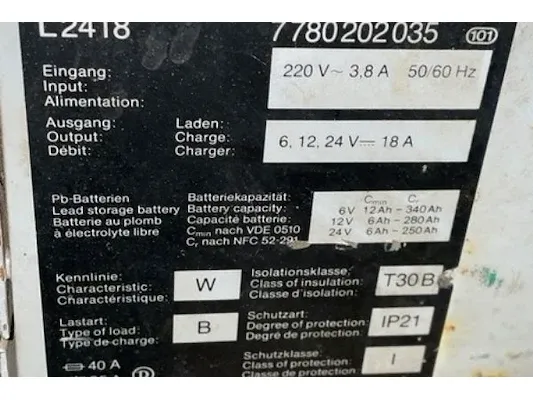 L2418 7780202035 101
Eingang: 220 V~ 3,8 A 50/60 Hz
Input:
Alimentation:
Ausgang: Laden:
Output: Charge: 6, 12, 24 V⎓ 18 A
Débit: Charger:
Pb-Batterien Batteriekapazität: Cmin Cr
Lead storage battery Battery capacity: 6V 12Ah – 340Ah
Batterie au plomb Capacité batterie: 12V 6Ah – 280Ah
à électrolyte libre Cmin nach VDE 0510 24V 6Ah – 250Ah
Cr nach NFC 52-291
Kennlinie: Isolationsklasse:
Characteristic: W Class of insulation: T30B
Charactéristique: Classe d'isolation:
Lastart: Schutzart:
Type of load: B Degree of protection: IP21
Type de charge: Degré de protection:
40 A Schutzklasse:
Class of protection: I
Classe de protection